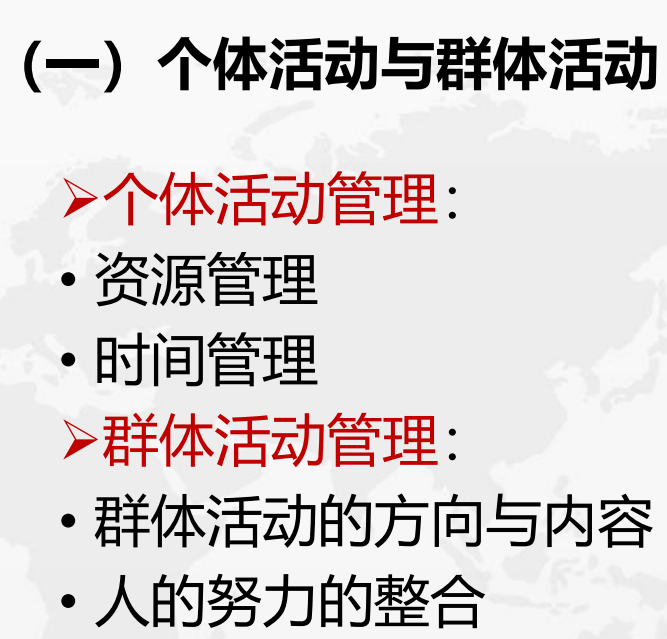 (一) 个体活动与群体活动
➢个体活动管理：
• 资源管理
• 时间管理
➢群体活动管理：
• 群体活动的方向与内容
• 人的努力的整合